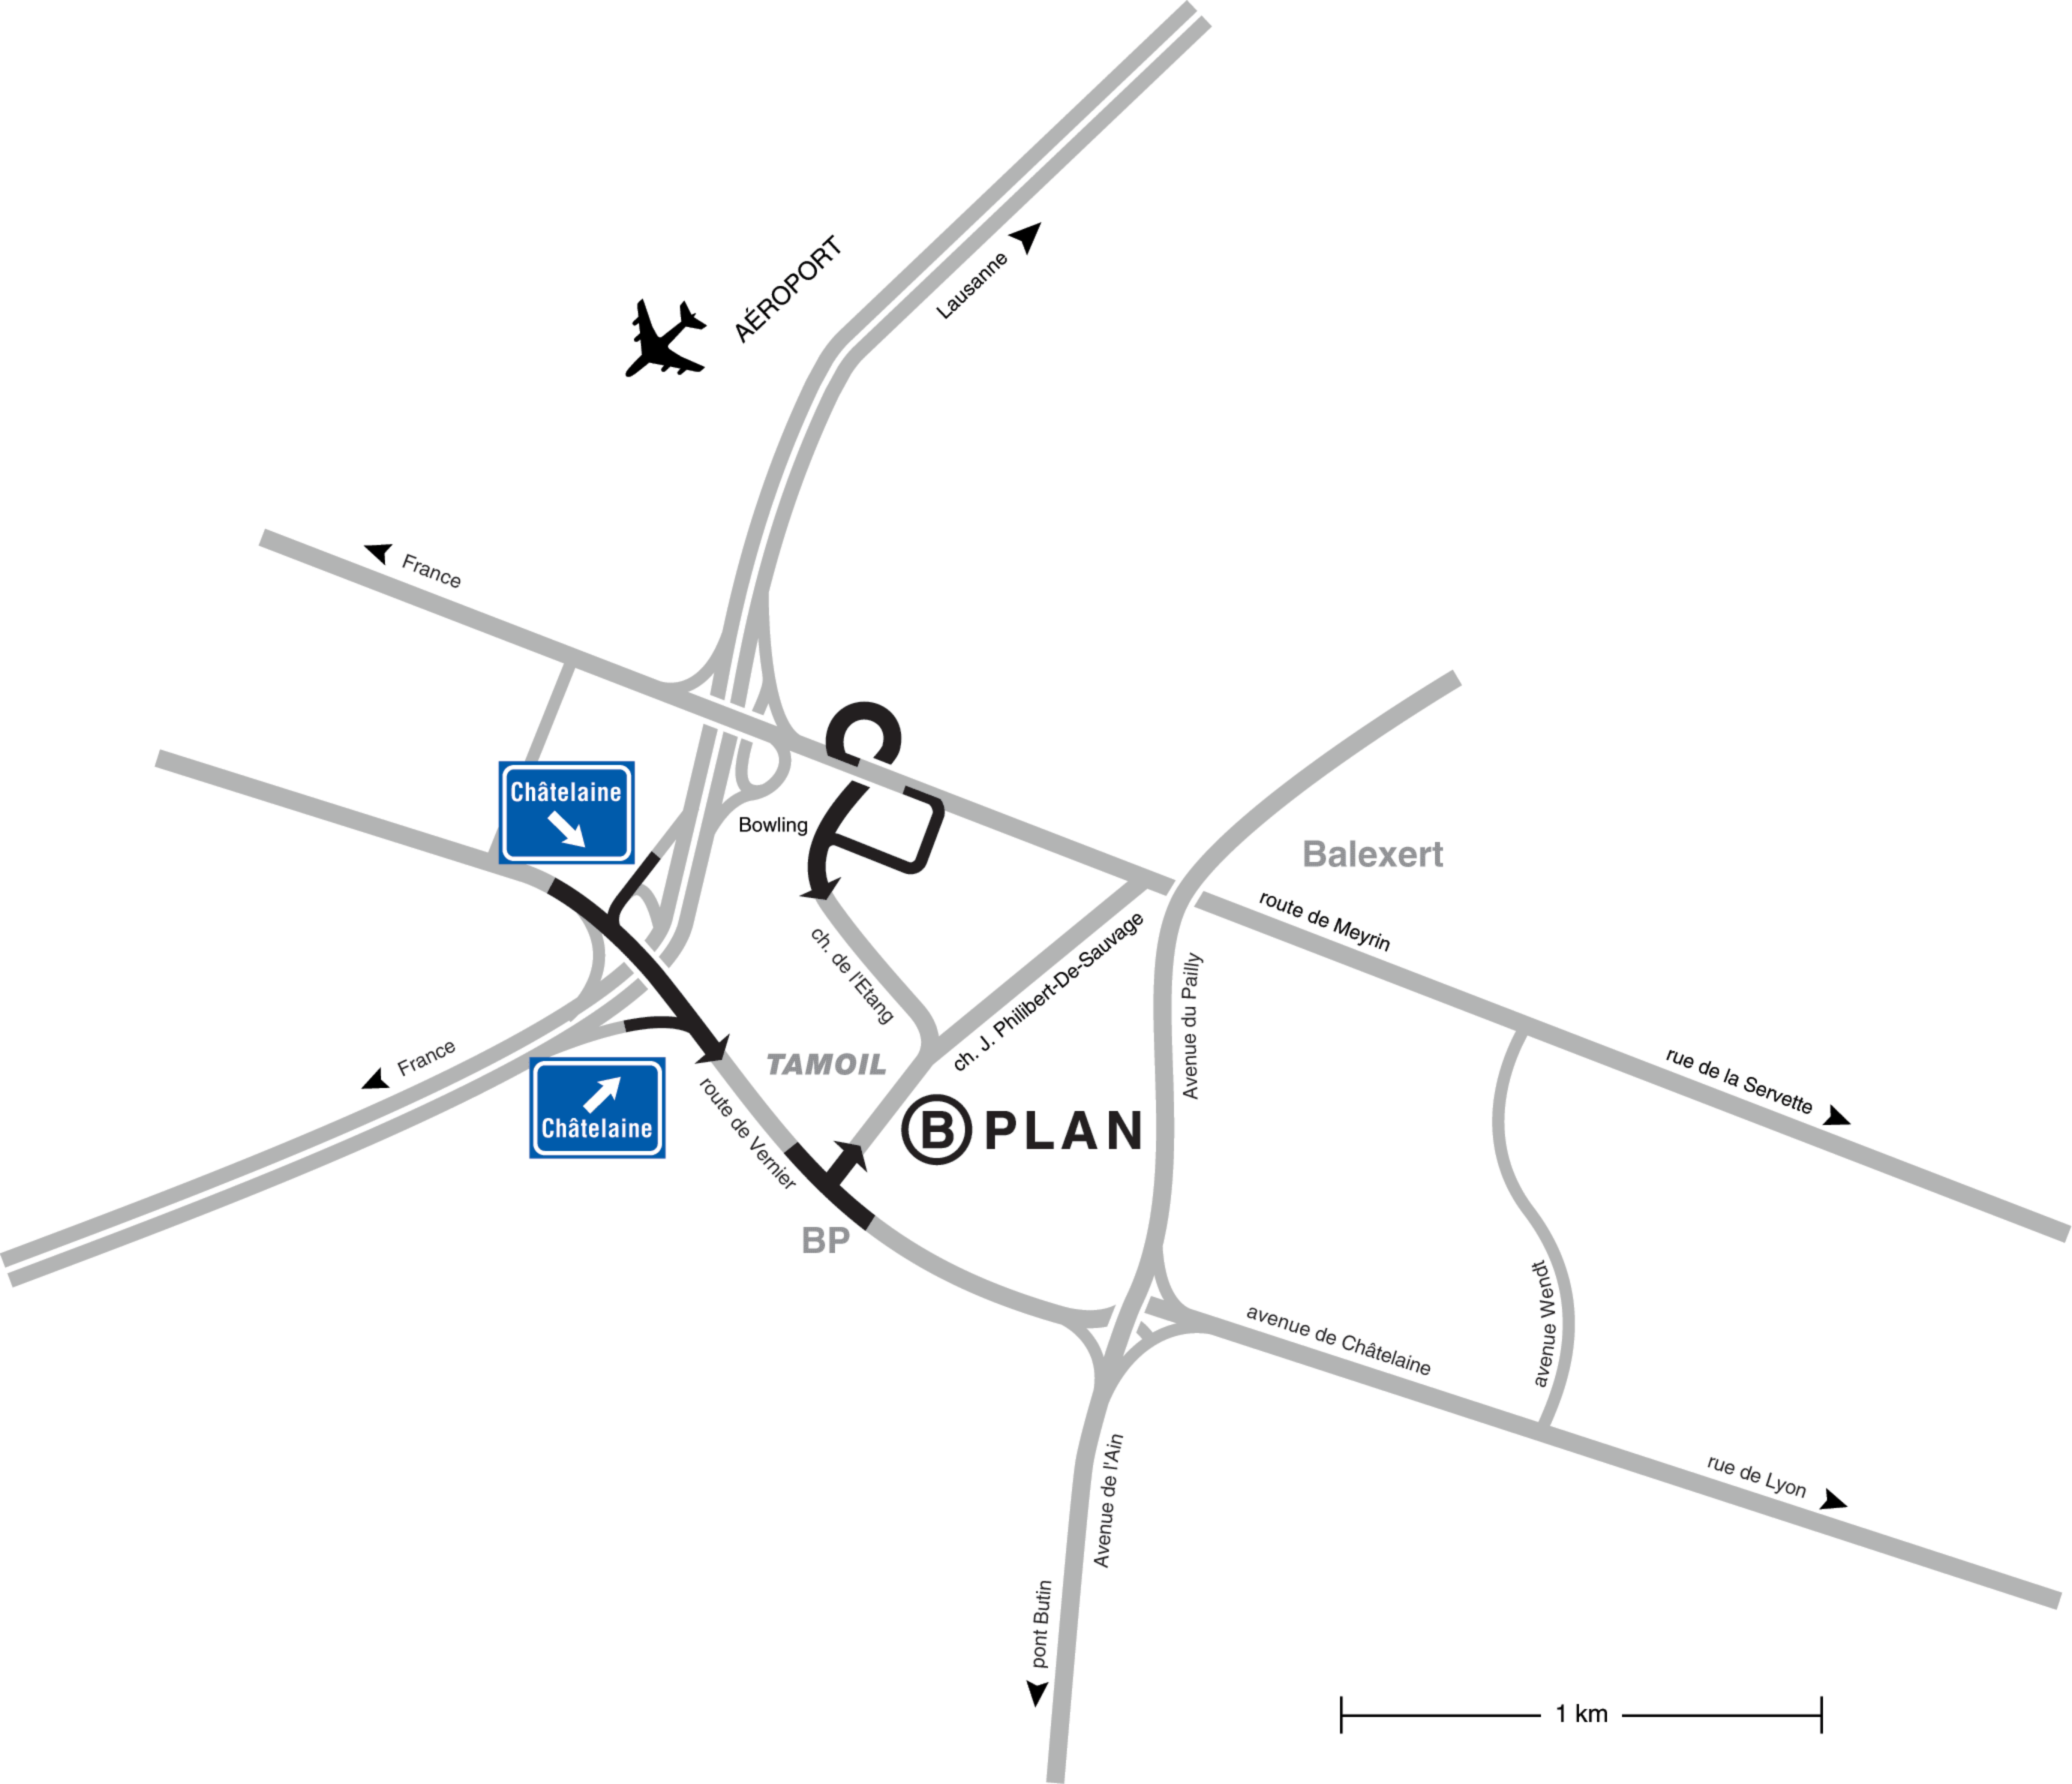 AÉROPORT
Lausanne
France
Châtelaine
Bowling
Balexert
route de Meyrin
ch. de l'Etang
ch. J. Philibert-De-Sauvage
Avenue du Pailly
France
TAMOIL
rue de la Servette
Châtelaine
route de Vernier
B PLAN
BP
avenue Wendt
avenue de Châtelaine
Avenue de l'Ain
rue de Lyon
pont Butin
1 km